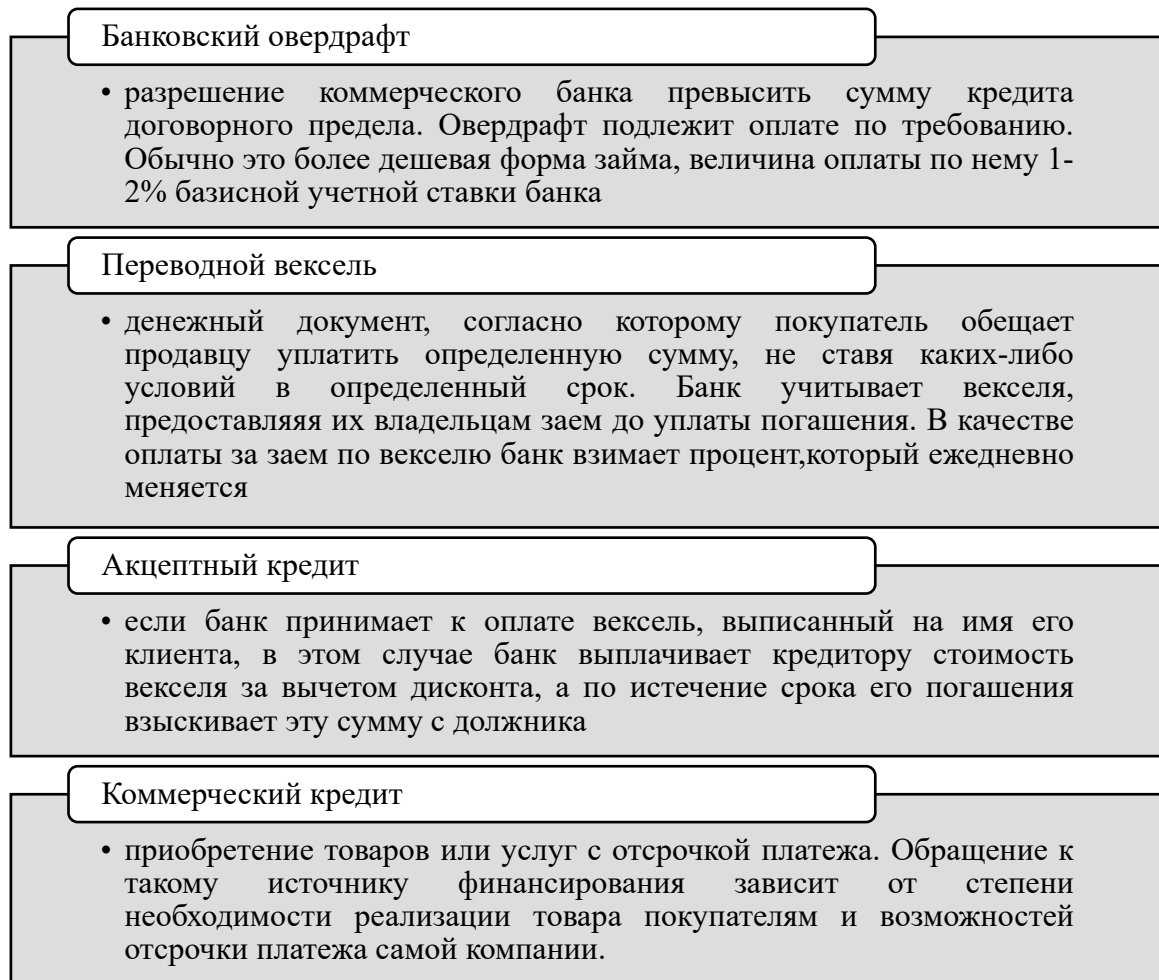 Банковский овердрафт
• разрешение коммерческого банка превысить сумму кредита
договорного предела. Овердрафт подлежит оплате по требованию.
Обычно это более дешевая форма займа, величина оплаты по нему 1-
2% базисной учетной ставки банка
Переводной вексель
• денежный документ, согласно которому покупатель обещает
продавцу уплатить определенную сумму, не ставя каких-либо
условий в определенный срок. Банк учитывает векселя,
предоставляяя их владельцам заем до уплаты погашения. В качестве
оплаты за заем по векселю банк взимает процент,который ежедневно
меняется
Акцептный кредит
• если банк принимает к оплате вексель, выписанный на имя его
клиента, в этом случае банк выплачивает кредитору стоимость
векселя за вычетом дисконта, а по истечение срока его погашения
взыскивает эту сумму с должника
Коммерческий кредит
• приобретение товаров или услуг с отсрочкой платежа. Обращение к
такому источнику финансирования зависит от степени
необходимости реализации товара покупателям и возможностей
отсрочки платежа самой компании.